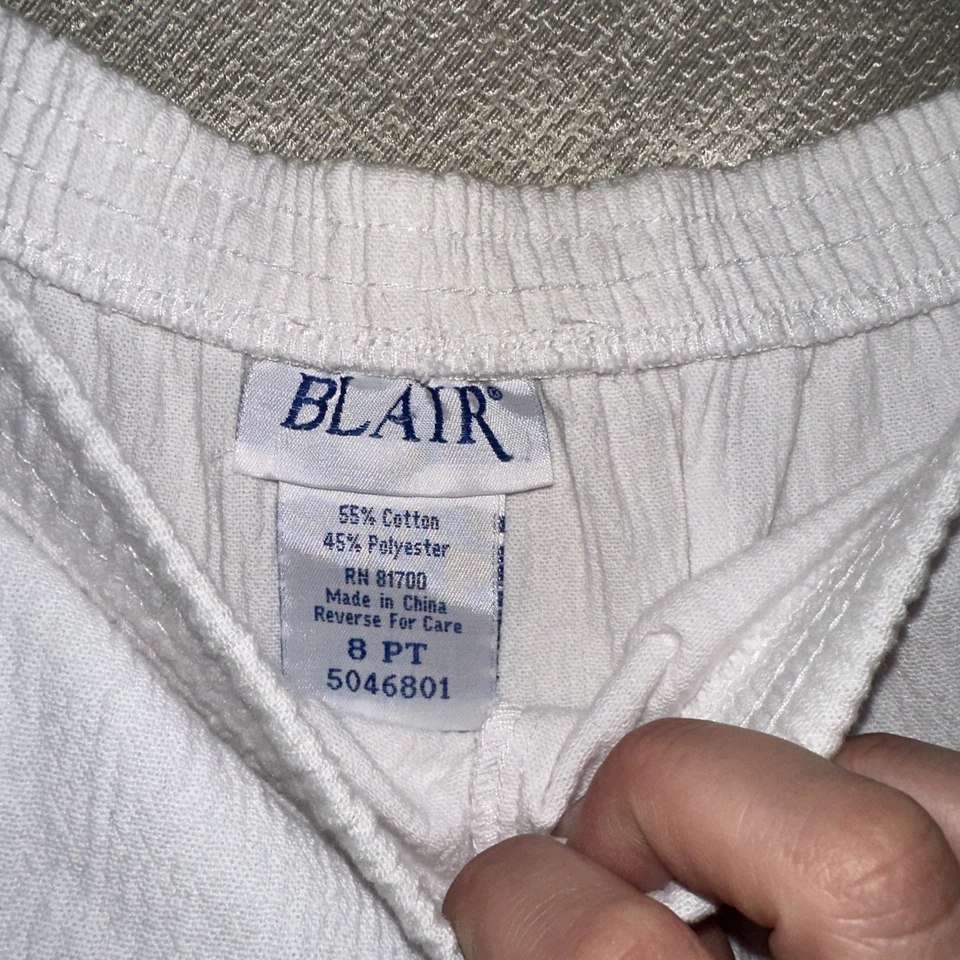 BLAIR®
55% Cotton
45% Polyester
RN 81700
Made in China
Reverse For Care
8 PT
5046801